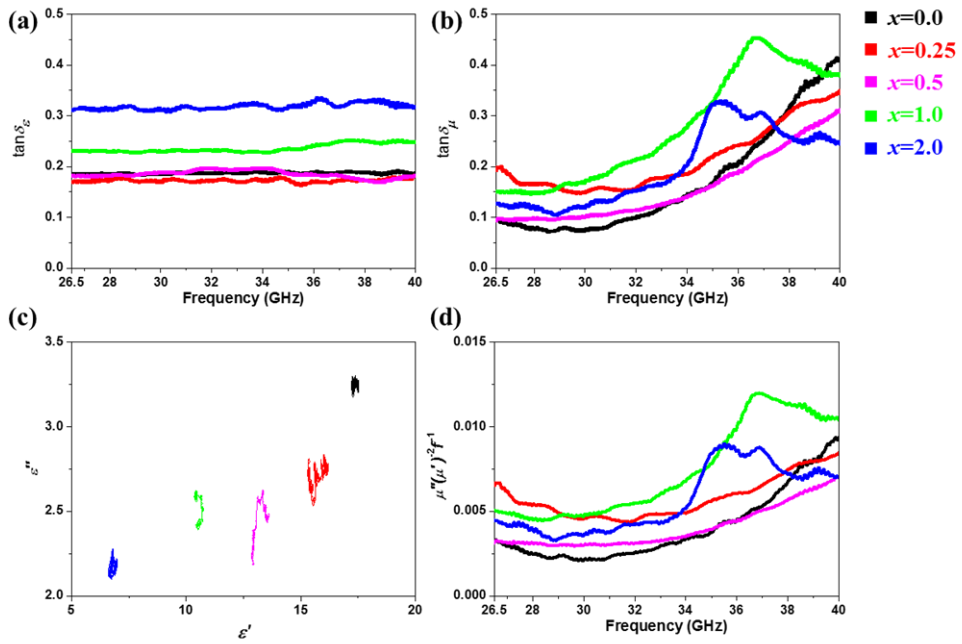 (a)
0.5
0.4
0.3
0.2
0.1
0.0
tanδε
26.5 28 30 32 34 36 38 40
Frequency (GHz)
(b)
0.5
0.4
0.3
0.2
0.1
0.0
tanδμ
26.5 28 30 32 34 36 38 40
Frequency (GHz)
x=0.0
x=0.25
x=0.5
x=1.0
x=2.0
(c)
3.5
3.0
2.5
2.0
ε''
5 10 15 20
ε'
(d)
0.015
0.010
0.005
0.000
μ''(μ')⁻²f⁻¹
26.5 28 30 32 34 36 38 40
Frequency (GHz)